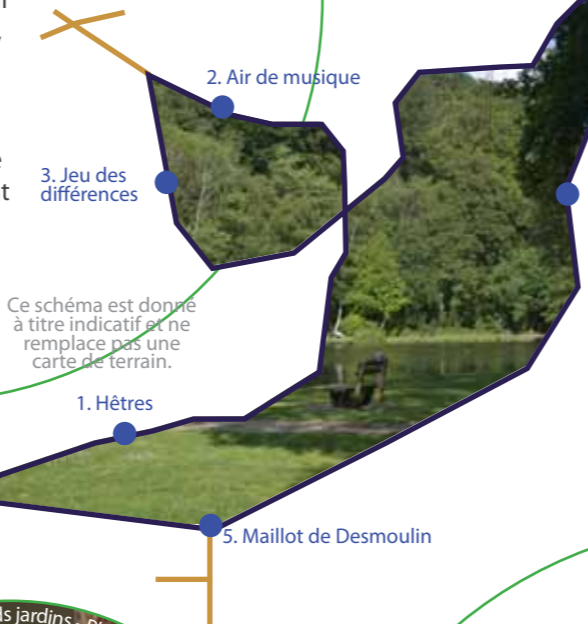 2. Air de musique
3. Jeu des
différences
Ce schéma est donné
à titre indicatif et ne
remplace pas une
carte de terrain.
1. Hêtres
5. Maillot de Desmoulin
jardins